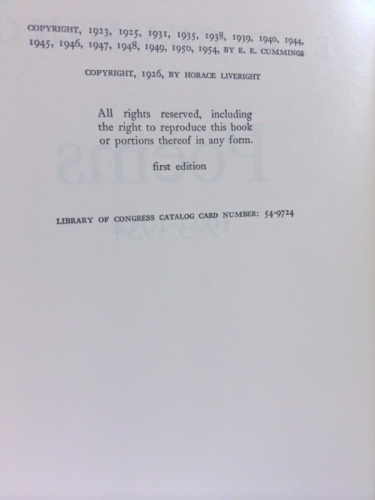 COPYRIGHT, 1923, 1925, 1931, 1935, 1938, 1939, 1940, 1944,
1945, 1946, 1947, 1948, 1949, 1950, 1954, BY E. E. CUMMINGS
COPYRIGHT, 1926, BY HORACE LIVERIGHT
All rights reserved, including
the right to reproduce this book
or portions thereof in any form.
first edition
LIBRARY OF CONGRESS CATALOG CARD NUMBER: 54-9724